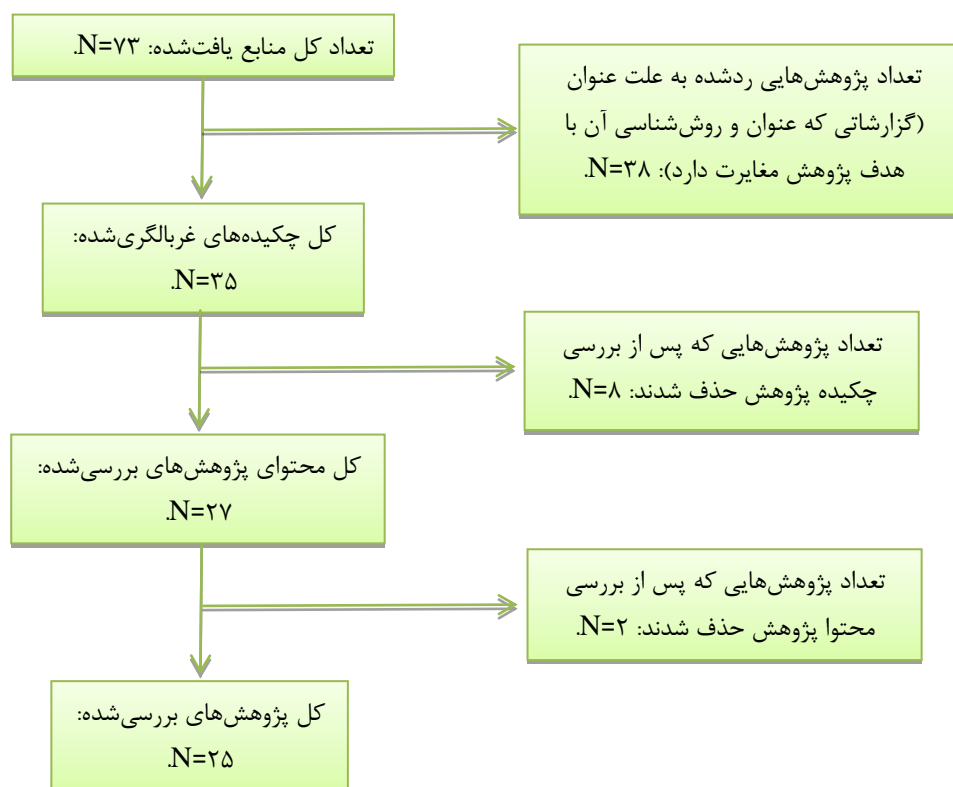 تعداد کل منابع یافت‌شده: N=۷۳.
تعداد پژوهش‌هایی ردشده به علت عنوان
(گزارشاتی که عنوان و روش‌شناسی آن با
هدف پژوهش مغایرت دارد): N=۳۸.
کل چکیده‌های غربالگری‌شده:
N=۳۵.
تعداد پژوهش‌هایی که پس از بررسی
چکیده پژوهش حذف شدند: N=۸.
کل محتوای پژوهش‌های بررسی‌شده:
N=۲۷.
تعداد پژوهش‌هایی که پس از بررسی
محتوا پژوهش حذف شدند: N=۲.
کل پژوهش‌های بررسی‌شده:
N=۲۵.